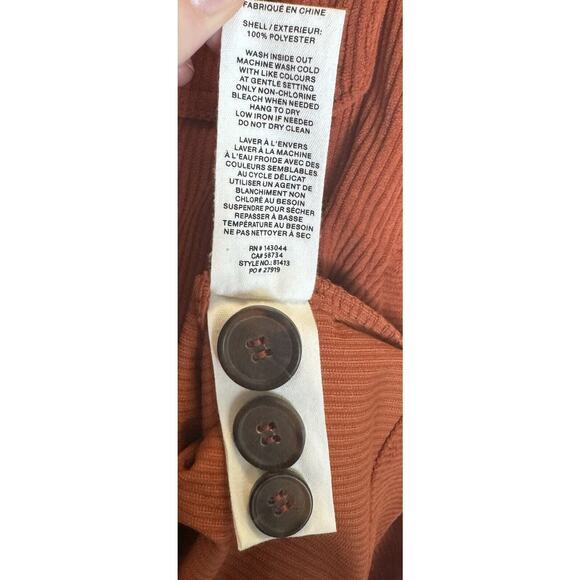 FABRIQUÉ EN CHINE
SHELL / EXTERIEUR:
100% POLYESTER
WASH INSIDE OUT
MACHINE WASH COLD
WITH LIKE COLOURS
AT GENTLE SETTING
ONLY NON-CHLORINE
BLEACH WHEN NEEDED
HANG TO DRY
LOW IRON IF NEEDED
DO NOT DRY CLEAN
LAVER À L'ENVERS
LAVER À LA MACHINE
À L'EAU FROIDE AVEC DES
COULEURS SEMBLABLES
AU CYCLE DÉLICAT
UTILISER UN AGENT DE
BLANCHIMENT NON
CHLORÉ AU BESOIN
SUSPENDRE POUR SÉCHER
REPASSER À BASSE
TEMPÉRATURE AU BESOIN
NE PAS NETTOYER À SEC
RN# 143044
CA# 58734
STYLE NO.: 81413
PO # 27919